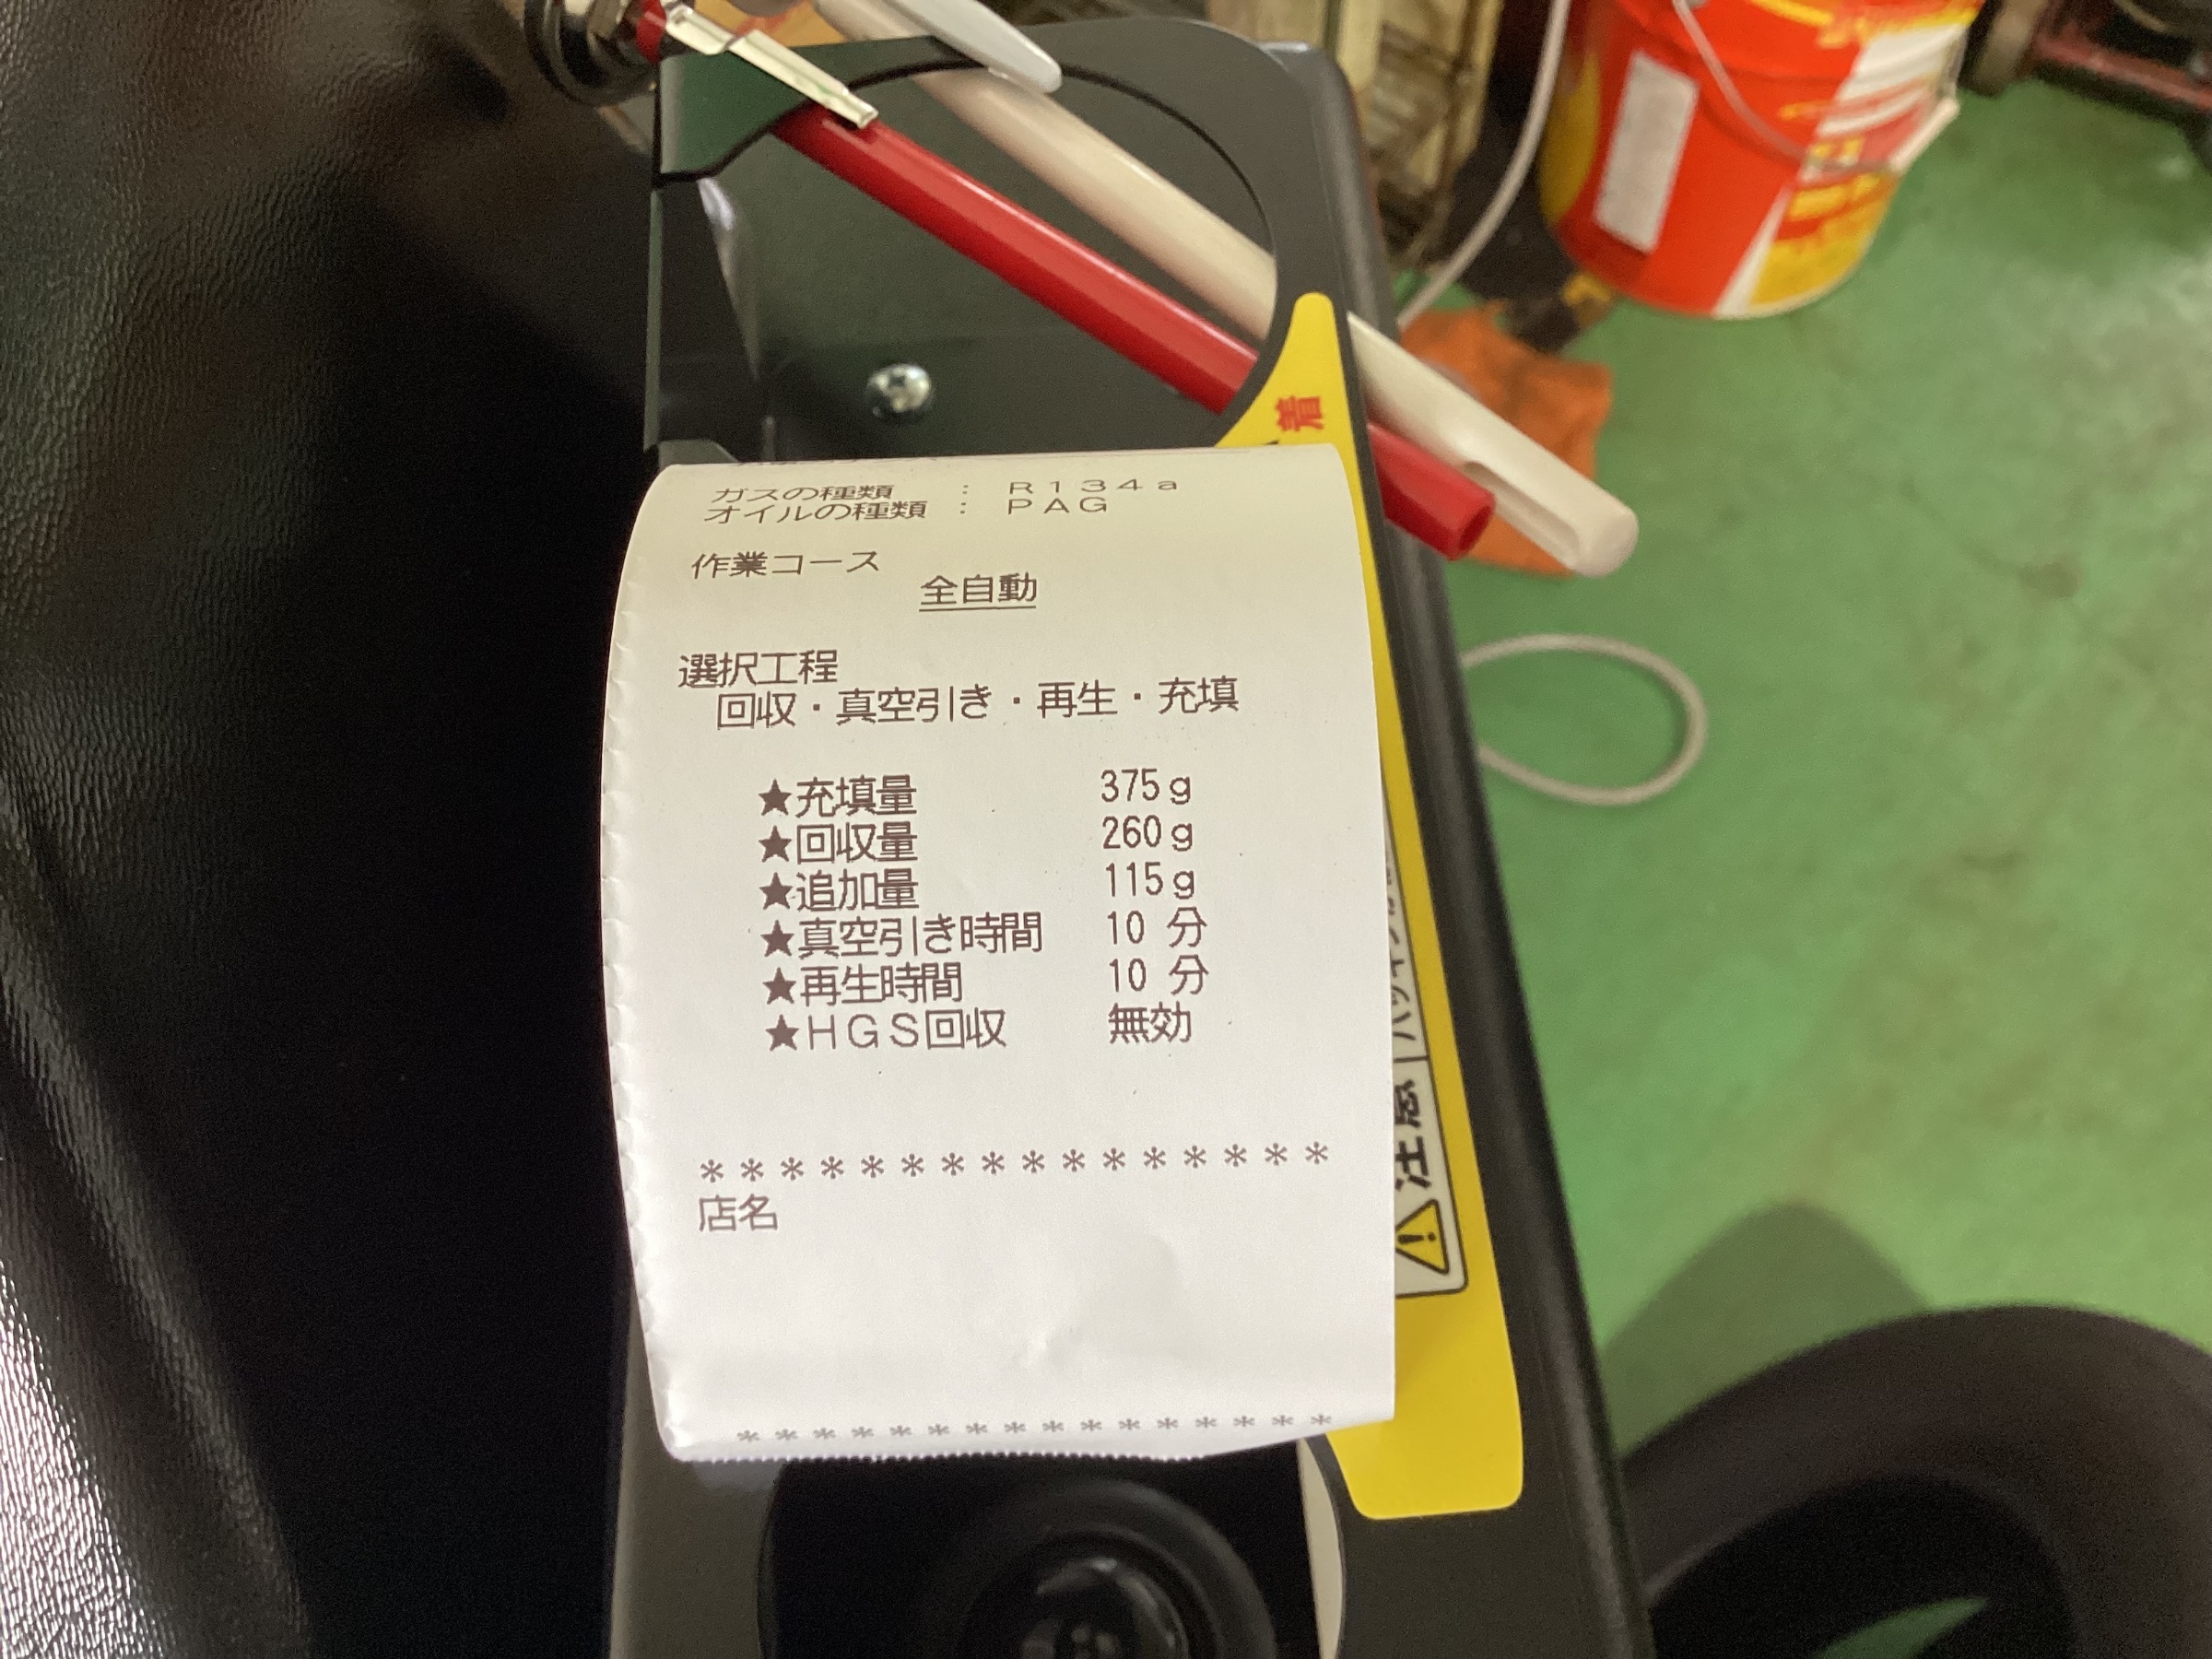 ガスの種類 : R134a
オイルの種類 : PAG
作業コース
全自動
選択工程
回収・真空引き・再生・充填
★充填量 375g
★回収量 260g
★追加量 115g
★真空引き時間 10 分
★再生時間 10 分
★HGS回収 無効
****************
店名
****************
着
注意